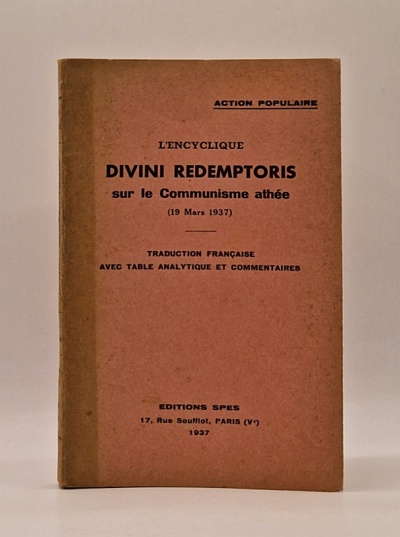 ACTION POPULAIRE
L'ENCYCLIQUE
DIVINI REDEMPTORIS
sur le Communisme athée
(19 Mars 1937)
TRADUCTION FRANÇAISE
AVEC TABLE ANALYTIQUE ET COMMENTAIRES
EDITIONS SPES
17, Rue Soufflot, PARIS (Vᵉ)
1937